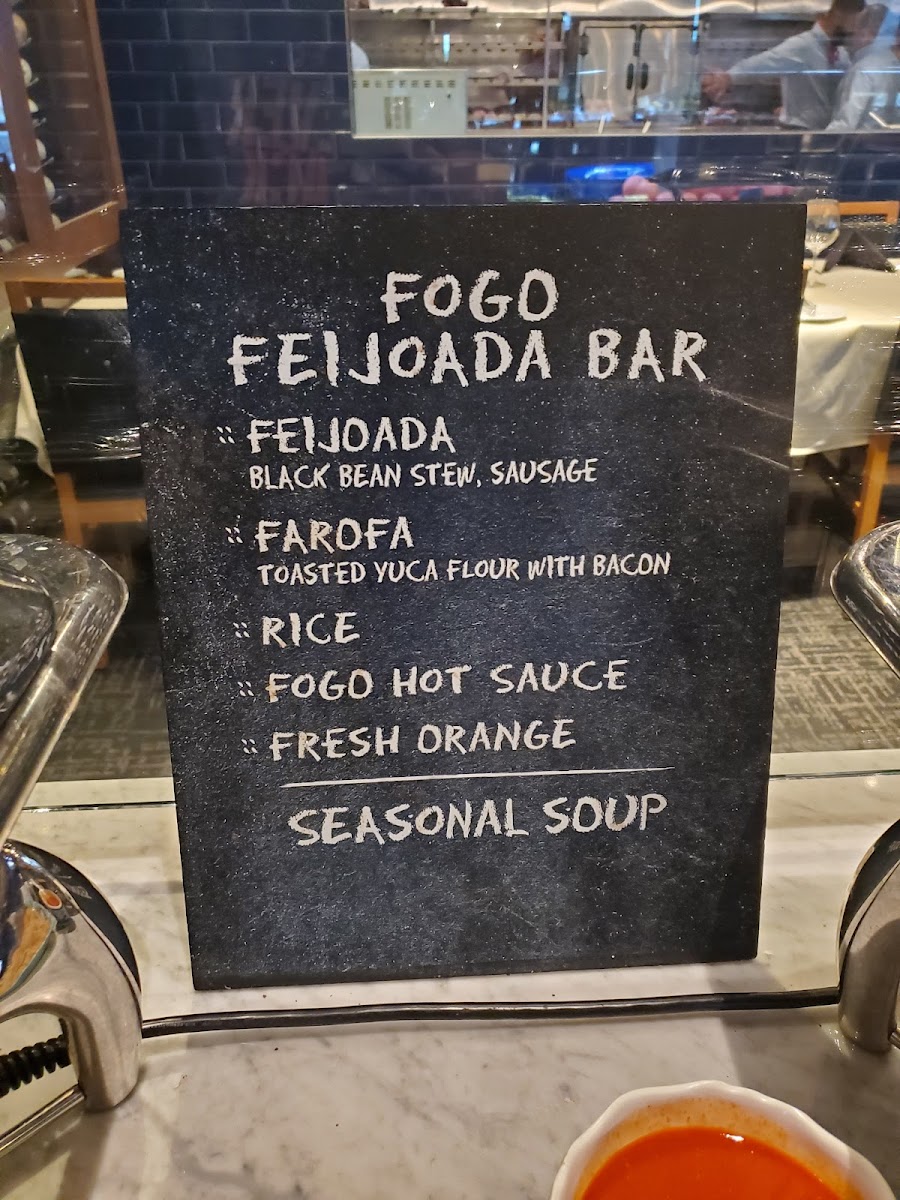 FOGO
FEIJOADA BAR
:: FEIJOADA
BLACK BEAN STEW, SAUSAGE
:: FAROFA
TOASTED YUCA FLOUR WITH BACON
:: RICE
:: FOGO HOT SAUCE
:: FRESH ORANGE
SEASONAL SOUP